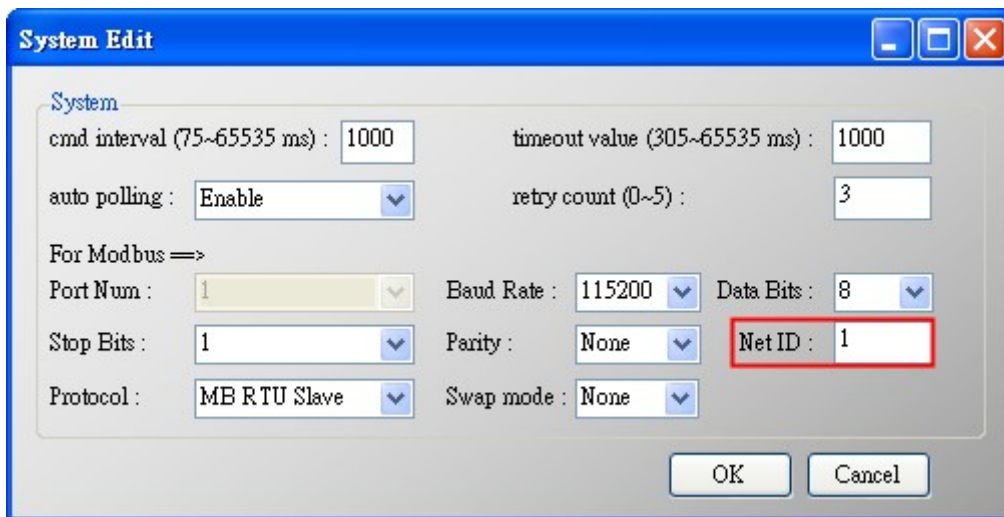 System Edit
System
cmd interval (75~65535 ms) : 1000 timeout value (305~65535 ms) : 1000
auto polling : Enable retry count (0~5) : 3
For Modbus ==>
Port Num : 1 Baud Rate : 115200 Data Bits : 8
Stop Bits : 1 Parity : None Net ID : 1
Protocol : MB RTU Slave Swap mode : None
OK Cancel